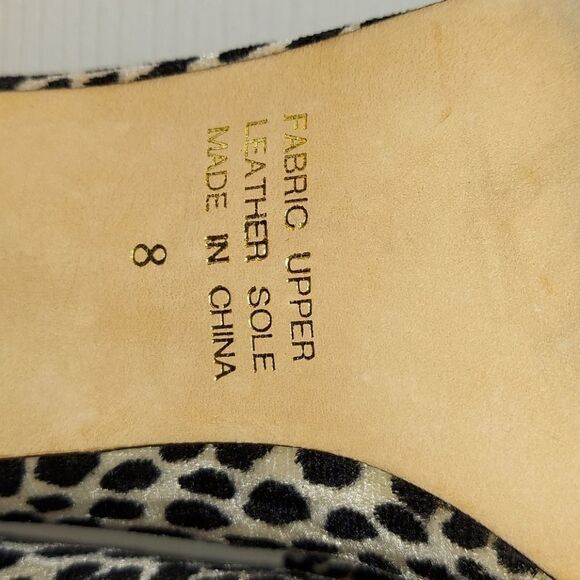 FABRIC UPPER
LEATHER SOLE
MADE IN CHINA
8